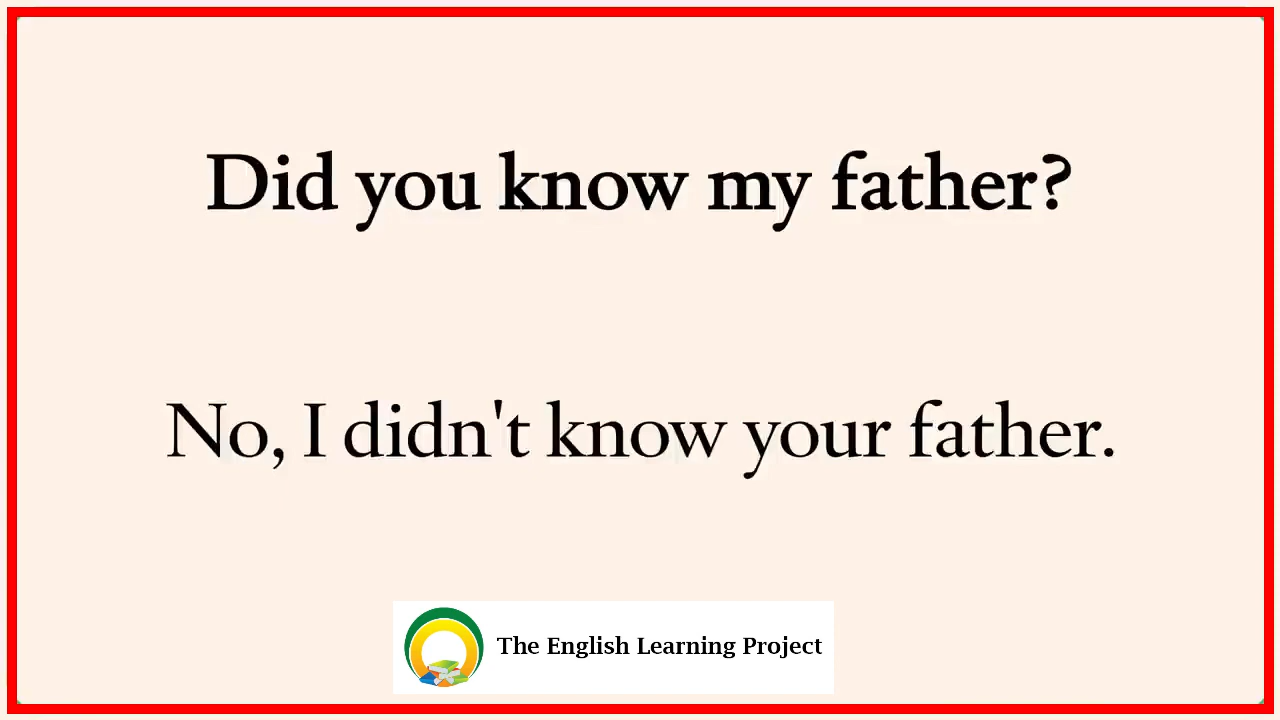 Did you know my father?
No, I didn't know your father.
The English Learning Project